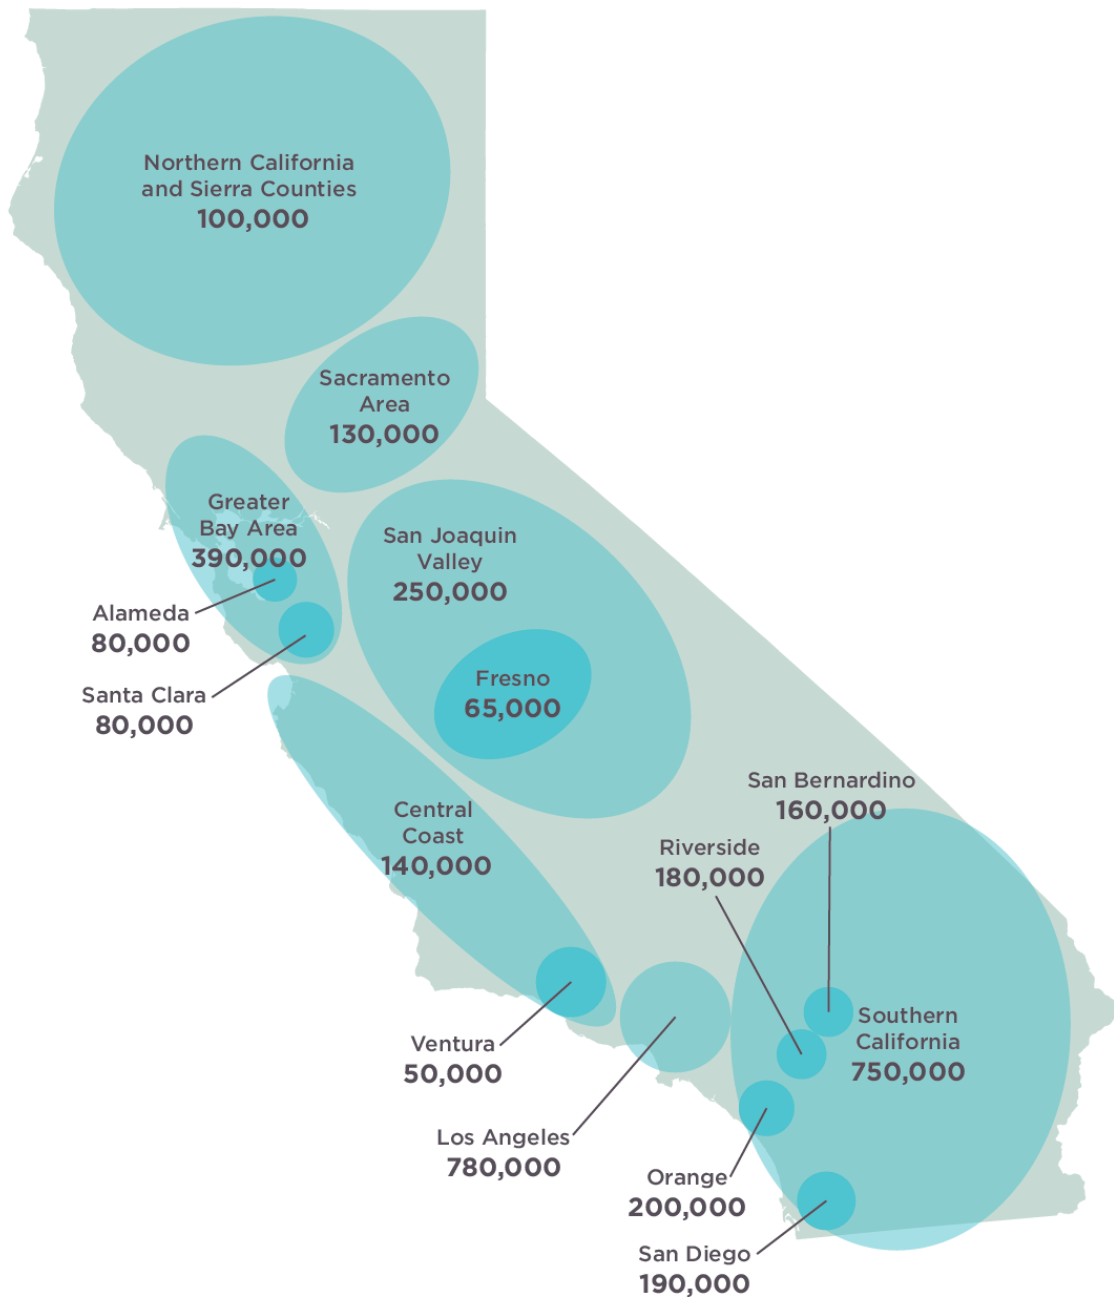 Northern California
and Sierra Counties
100,000
Sacramento
Area
130,000
Greater
Bay Area
390,000
San Joaquin
Valley
250,000
Alameda
80,000
Santa Clara
80,000
Fresno
65,000
Central
Coast
140,000
San Bernardino
160,000
Riverside
180,000
Southern
California
750,000
Ventura
50,000
Los Angeles
780,000
Orange
200,000
San Diego
190,000